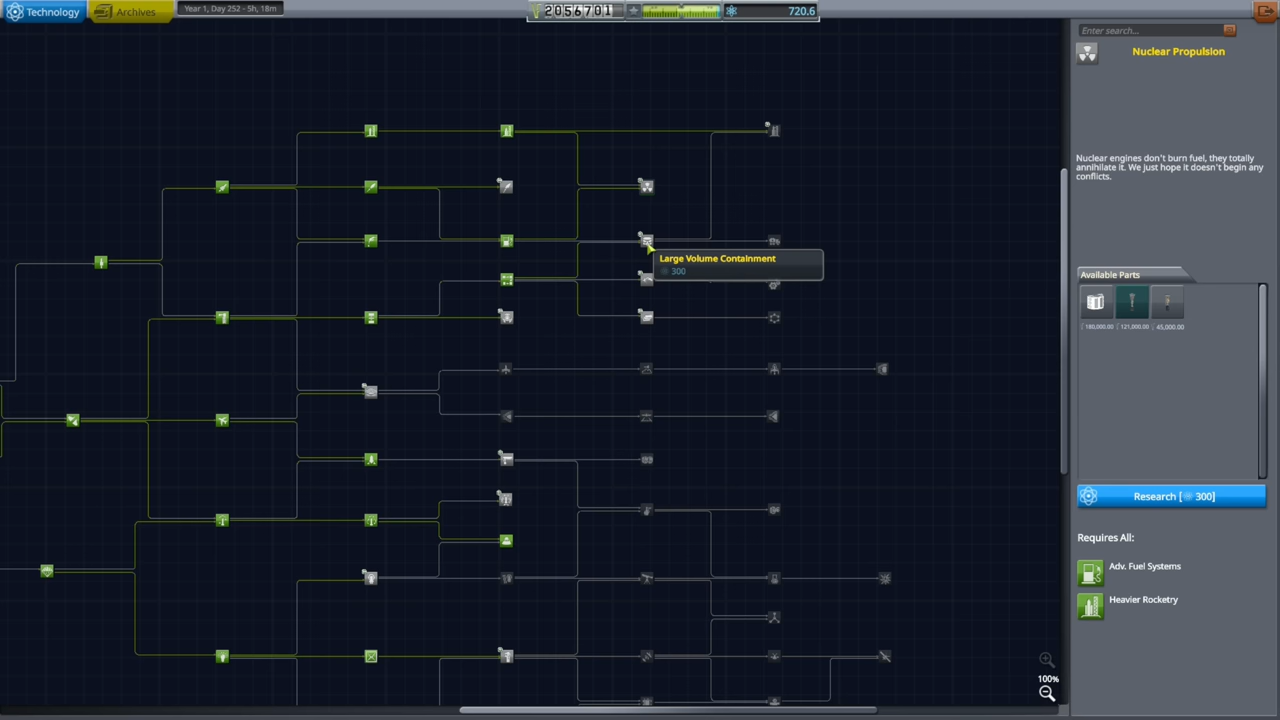 Technology
Archives
Year 1, Day 252 - 5h, 18m
2056701
720.6
Enter search...
Nuclear Propulsion
Nuclear engines don't burn fuel, they totally
annihilate it. We just hope it doesn't begin any
conflicts.
Large Volume Containment
300
Available Parts
180,000.00 121,000.00 45,000.00
Research [ 300]
Requires All:
Adv. Fuel Systems
Heavier Rocketry
100%